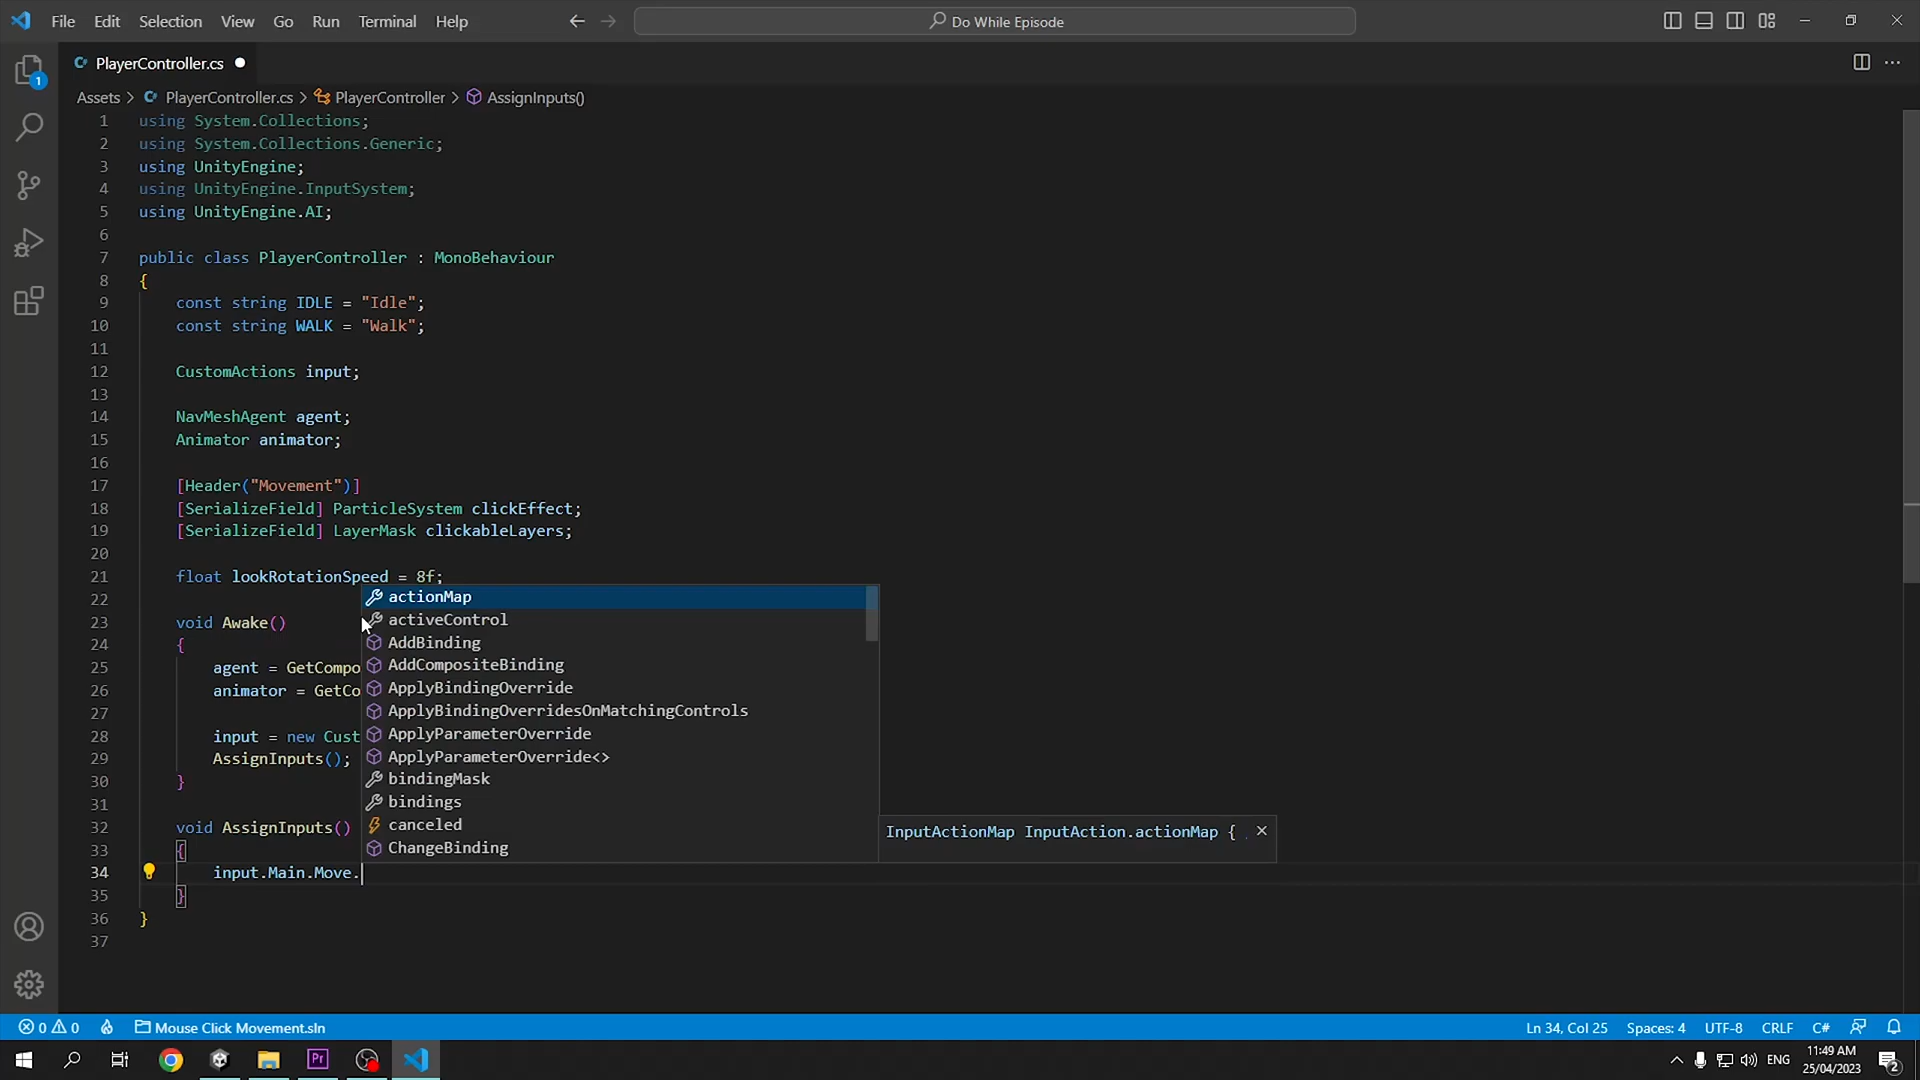 File Edit Selection View Go Run Terminal Help
Do While Episode
PlayerController.cs
Assets > PlayerController.cs > PlayerController > AssignInputs()
1 using System.Collections;
2 using System.Collections.Generic;
3 using UnityEngine;
4 using UnityEngine.InputSystem;
5 using UnityEngine.AI;
6
7 public class PlayerController : MonoBehaviour
8 {
9 const string IDLE = "Idle";
10 const string WALK = "Walk";
11
12 CustomActions input;
13
14 NavMeshAgent agent;
15 Animator animator;
16
17 [Header("Movement")]
18 [SerializeField] ParticleSystem clickEffect;
19 [SerializeField] LayerMask clickableLayers;
20
21 float lookRotationSpeed = 8f;
22 actionMap
23 void Awake() activeControl
24 { AddBinding
25 agent = GetCompo AddCompositeBinding
26 animator = GetCo ApplyBindingOverride
27 ApplyBindingOverridesOnMatchingControls
28 input = new Cust ApplyParameterOverride
29 AssignInputs(); ApplyParameterOverride<>
30 } bindingMask
31 bindings
32 void AssignInputs() canceled
InputActionMap InputAction.actionMap {
33 { ChangeBinding
34 input.Main.Move.
35 }
36 }
37
1
0 0 Mouse Click Movement.sln Ln 34, Col 25 Spaces: 4 UTF-8 CRLF C#
Pr ENG 11:49 AM
25/04/2023 2